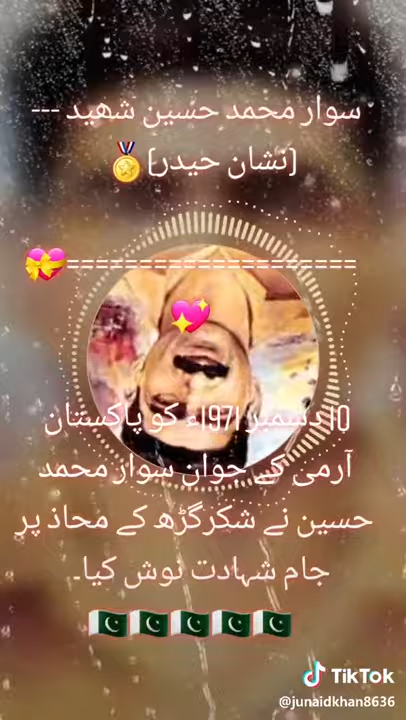 سوار محمد حسین شھید ---
(نشان حیدر) 🏅
💝====================
💖
10 دسمبر 1971ء کو پاکستان
آرمی کے جوان سوار محمد
حسین نے شکرگڑھ کے محاذ پر
جام شہادت نوش کیا۔
🇵🇰🇵🇰🇵🇰🇵🇰🇵🇰
TikTok
@junaidkhan8636